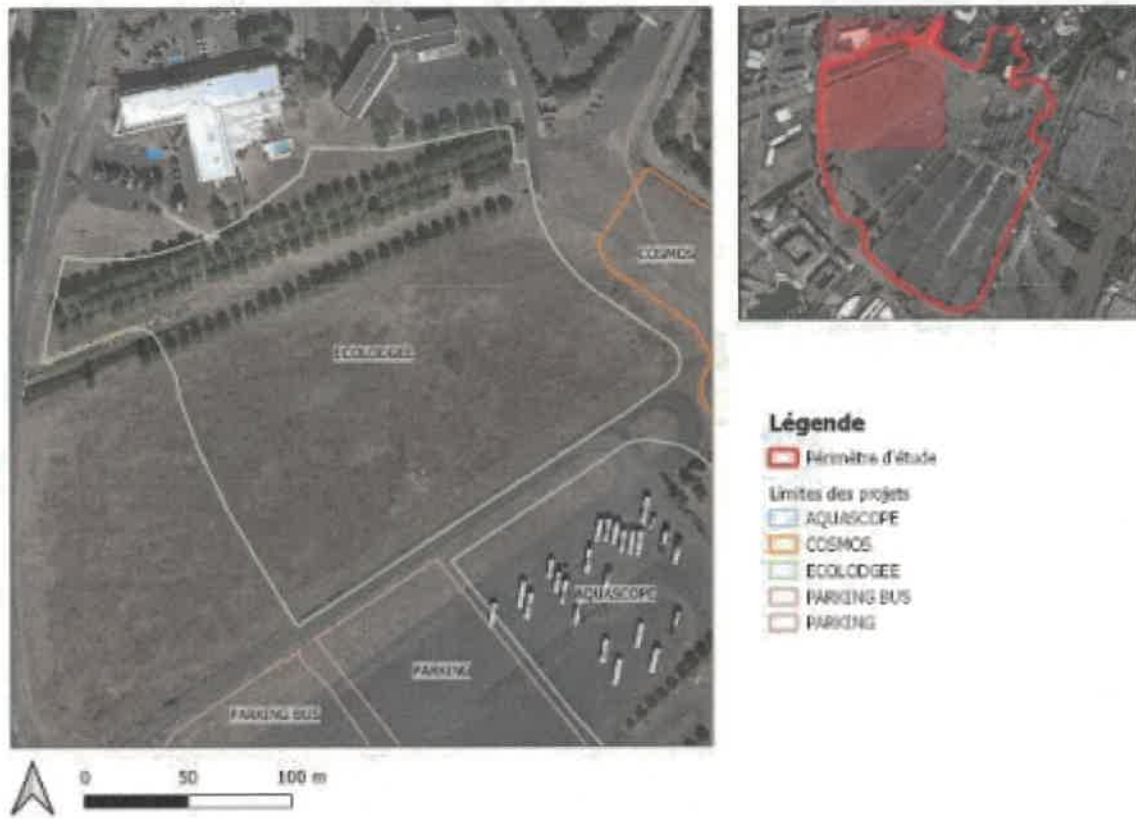 COSMOS
ECOLODGEE
AQUASCOPE
PARKING
PARKING BUS
0 50 100 m
Légende
Périmètre d'étude
Limites des projets
AQUASCOPE
COSMOS
ECOLODGEE
PARKING BUS
PARKING